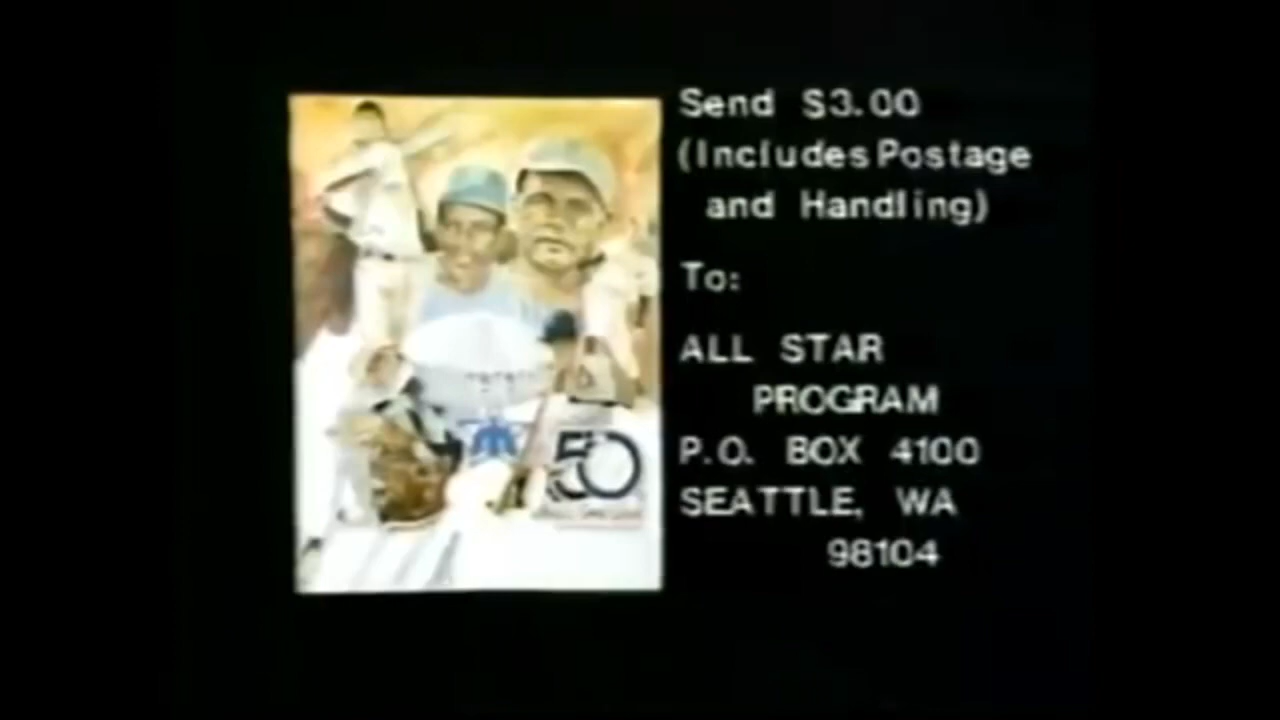 Send $3.00
(Includes Postage
and Handling)
To:
ALL STAR
PROGRAM
P.O. BOX 4100
SEATTLE, WA
98104
50